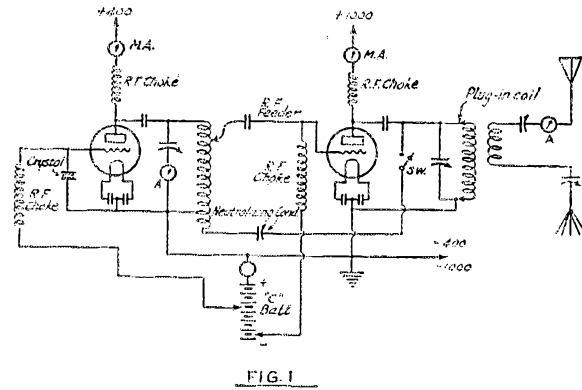 +400
+1000
M.A.
M.A.
R.F. Choke
R.F. Choke
Plug-in coil
R.F.
Feeder
Crystal
R.F.
Choke
R.F.
Choke
A
SW.
A
Neutralizing Cond
-400
-1000
+
"C"
Batt
-
FIG. 1